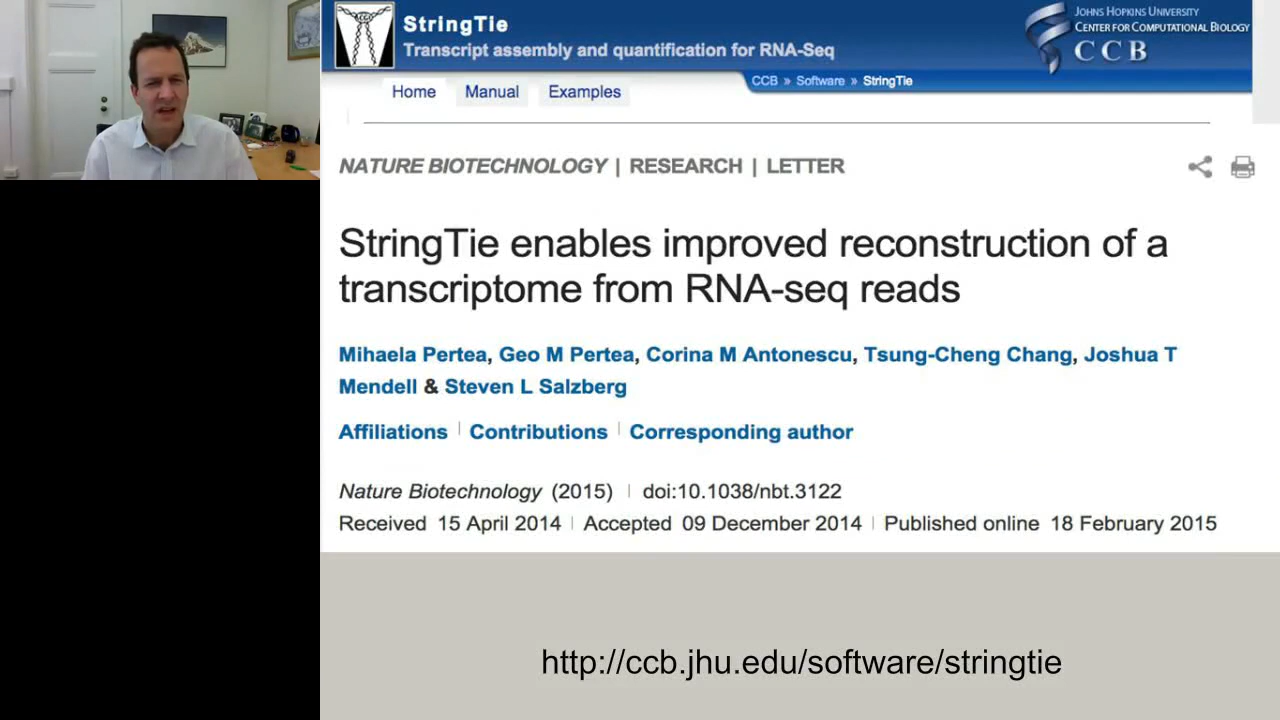 StringTie
Transcript assembly and quantification for RNA-Seq
JOHNS HOPKINS UNIVERSITY
CENTER FOR COMPUTATIONAL BIOLOGY
CCB
CCB » Software » StringTie
Home Manual Examples
NATURE BIOTECHNOLOGY | RESEARCH | LETTER
StringTie enables improved reconstruction of a
transcriptome from RNA-seq reads
Mihaela Pertea, Geo M Pertea, Corina M Antonescu, Tsung-Cheng Chang, Joshua T
Mendell & Steven L Salzberg
Affiliations | Contributions | Corresponding author
Nature Biotechnology (2015) | doi:10.1038/nbt.3122
Received 15 April 2014 | Accepted 09 December 2014 | Published online 18 February 2015
http://ccb.jhu.edu/software/stringtie